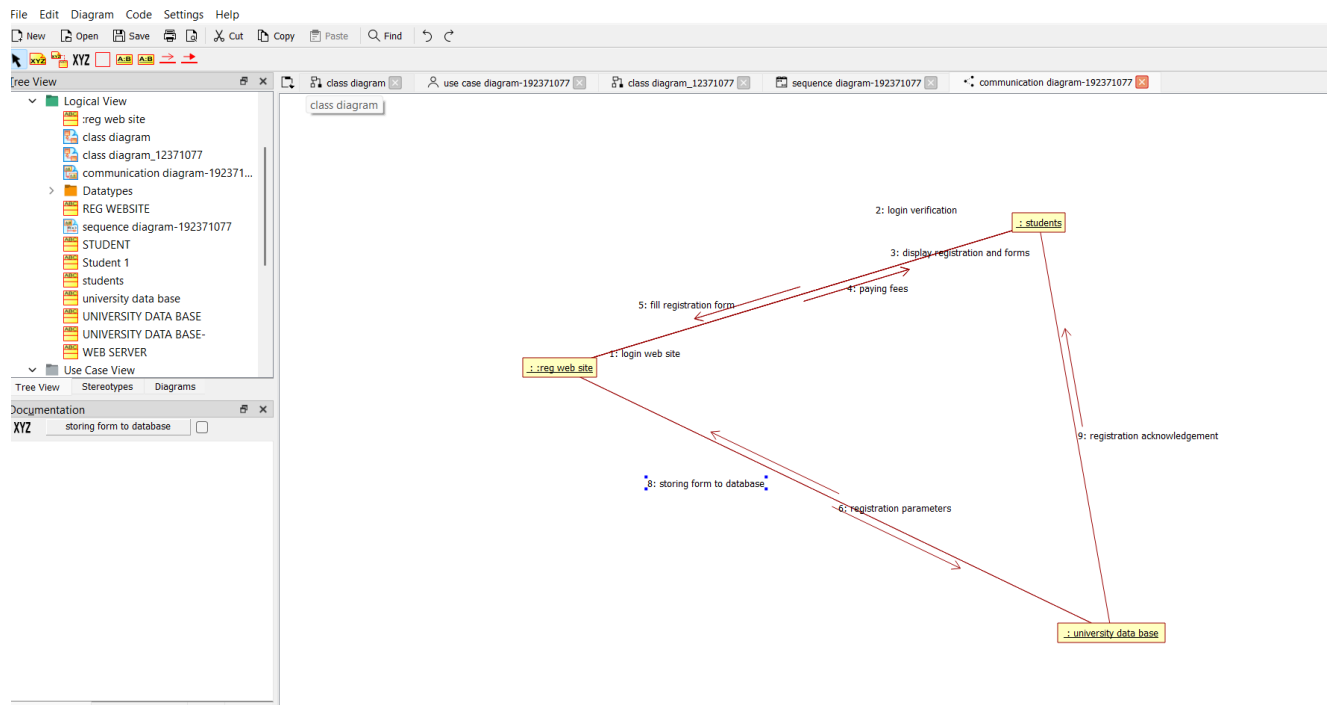 File Edit Diagram Code Settings Help
New Open Save Cut Copy Paste Find
XYZ XYZ A:B A:B
Tree View
class diagram use case diagram-192371077 class diagram_12371077 sequence diagram-192371077 communication diagram-192371077
class diagram
Logical View
:reg web site
class diagram
class diagram_12371077
communication diagram-192371...
Datatypes
REG WEBSITE
sequence diagram-192371077
STUDENT
Student 1
students
university data base
UNIVERSITY DATA BASE
UNIVERSITY DATA BASE-
WEB SERVER
Use Case View
Tree View Stereotypes Diagrams
Documentation
XYZ storing form to database
2: login verification
: students
3: display registration and forms
4: paying fees
5: fill registration form
1: login web site
: :reg web site
9: registration acknowledgement
8: storing form to database
6: registration parameters
: university data base